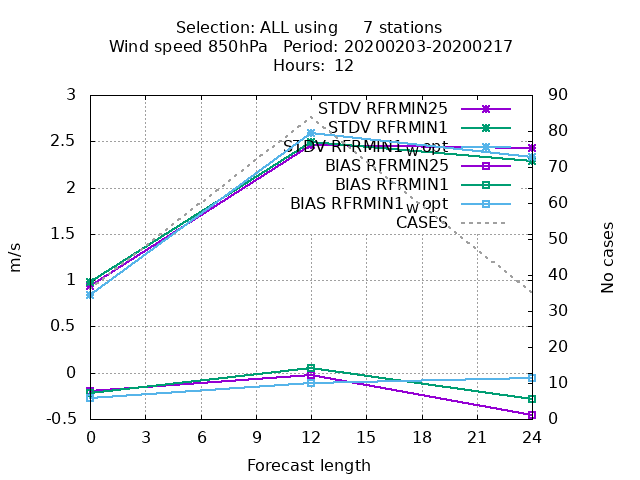 Selection: ALL using     7 stations
Wind speed 850hPa   Period: 20200203-20200217
Hours: 12
STDV RFRMIN25
STDV RFRMIN1
STDV RFRMIN1_w opt
BIAS RFRMIN25
BIAS RFRMIN1
BIAS RFRMIN1_w opt
CASES
3
2.5
2
1.5
1
0.5
0
-0.5
m/s
90
80
70
60
50
40
30
20
10
0
No cases
0 3 6 9 12 15 18 21 24
Forecast length